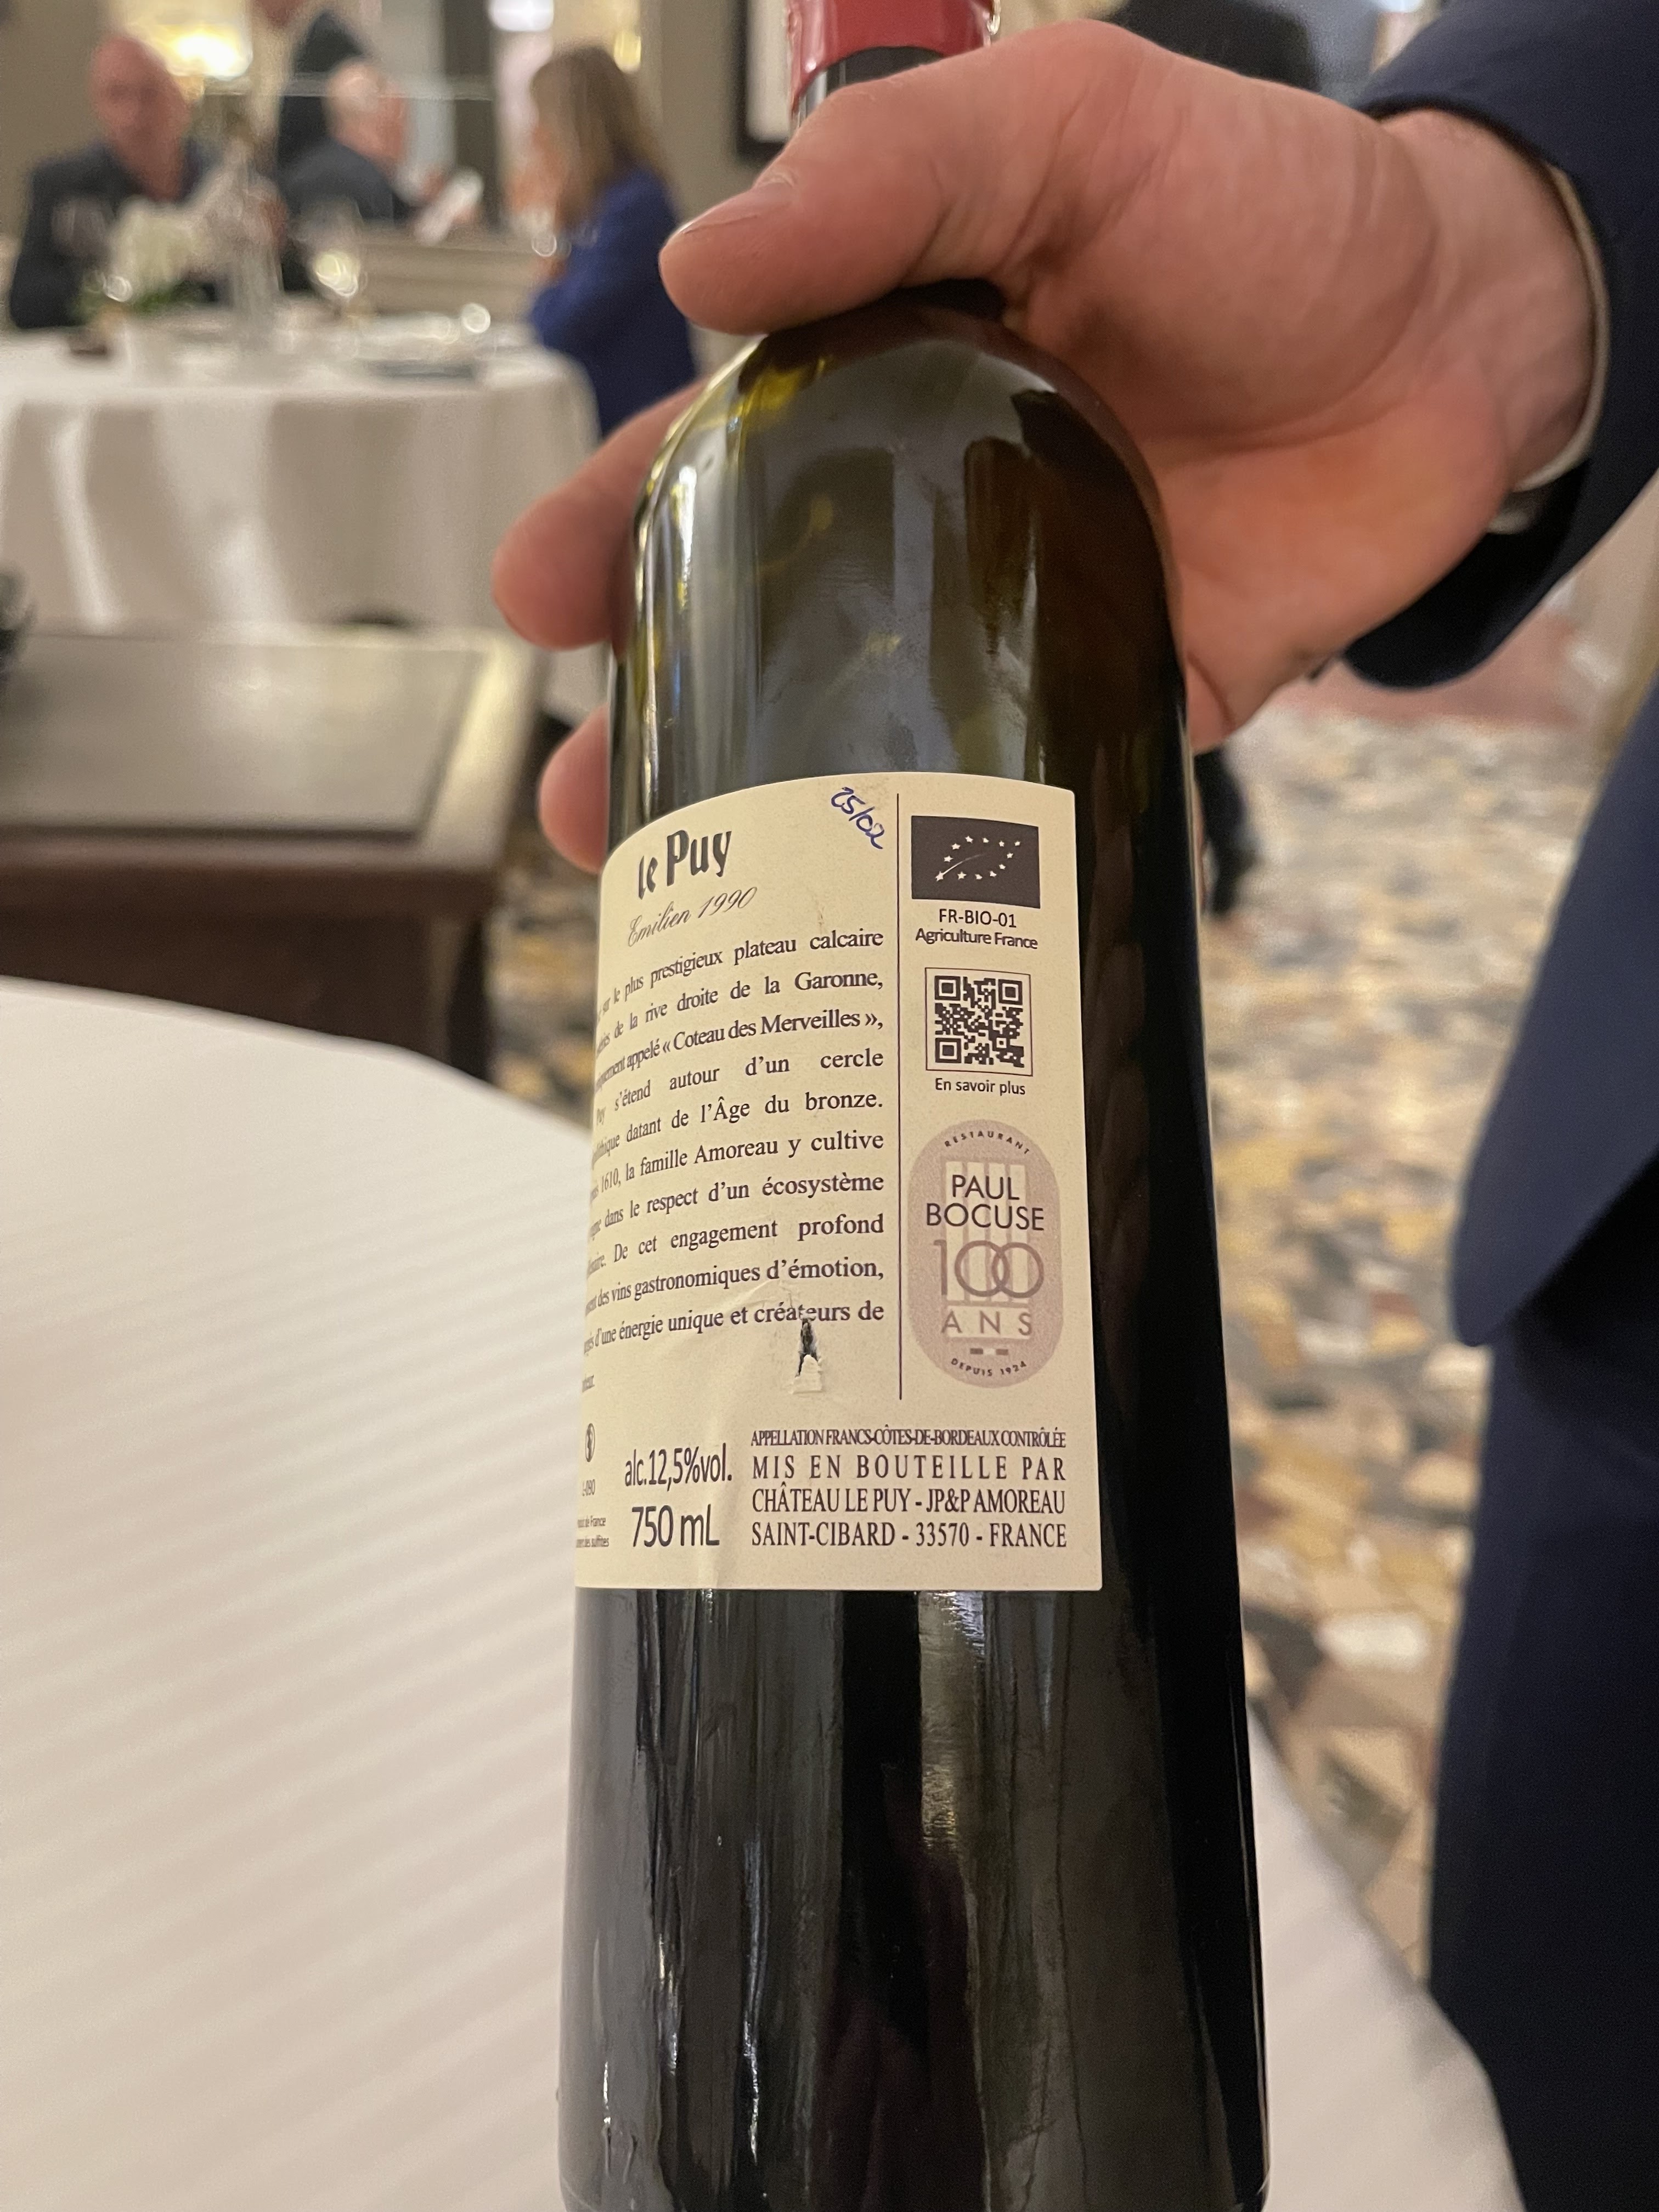 le Puy
Emilien 1990
25/02
sur le plus prestigieux plateau calcaire
de la rive droite de la Garonne,
appelé « Coteau des Merveilles »,
Puy s'étend autour d'un cercle
datant de l'Âge du bronze.
1610, la famille Amoreau y cultive
dans le respect d'un écosystème
De cet engagement profond
des vins gastronomiques d'émotion,
d'une énergie unique et créateurs de
FR-BIO-01
Agriculture France
En savoir plus
RESTAURANT
PAUL
BOCUSE
100
ANS
DEPUIS 1924
alc.12,5%vol.
750 mL
APPELLATION FRANCS-CÔTES-DE-BORDEAUX CONTRÔLÉE
MIS EN BOUTEILLE PAR
CHÂTEAU LE PUY - JP&P AMOREAU
SAINT-CIBARD - 33570 - FRANCE